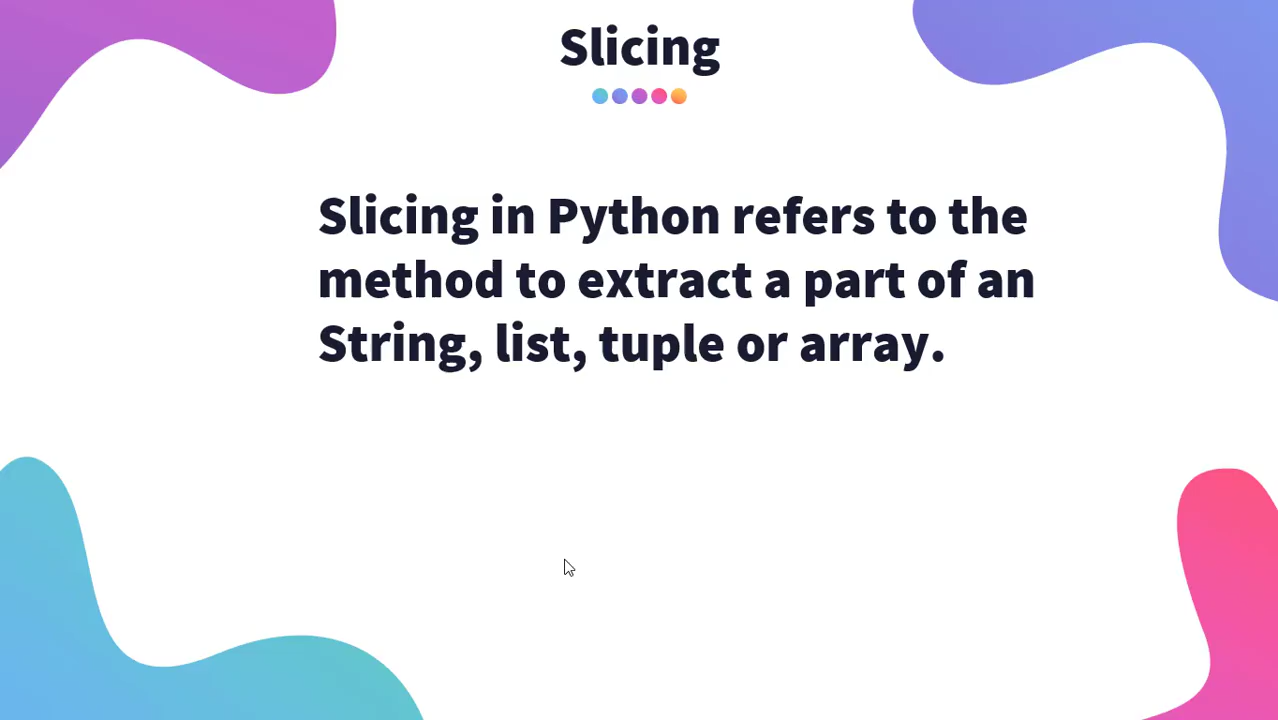 Slicing
Slicing in Python refers to the
method to extract a part of an
String, list, tuple or array.